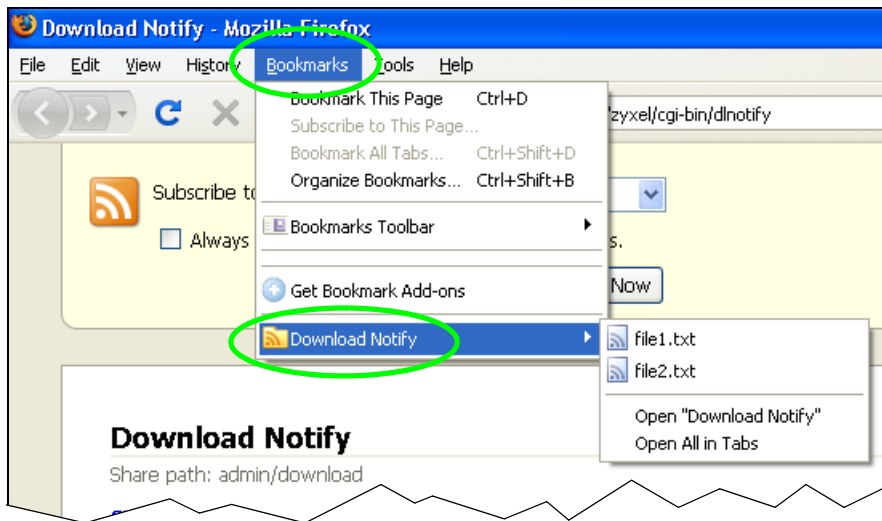 Download Notify - Mozilla Firefox
File Edit View History Bookmarks Tools Help
Bookmark This Page Ctrl+D
Subscribe to This Page...
Bookmark All Tabs... Ctrl+Shift+D
Organize Bookmarks... Ctrl+Shift+B
Bookmarks Toolbar
Get Bookmark Add-ons
Download Notify
file1.txt
file2.txt
Open "Download Notify"
Open All in Tabs
/zyxel/cgi-bin/dlnotify
Subscribe to
Always
s.
Now
Download Notify
Share path: admin/download